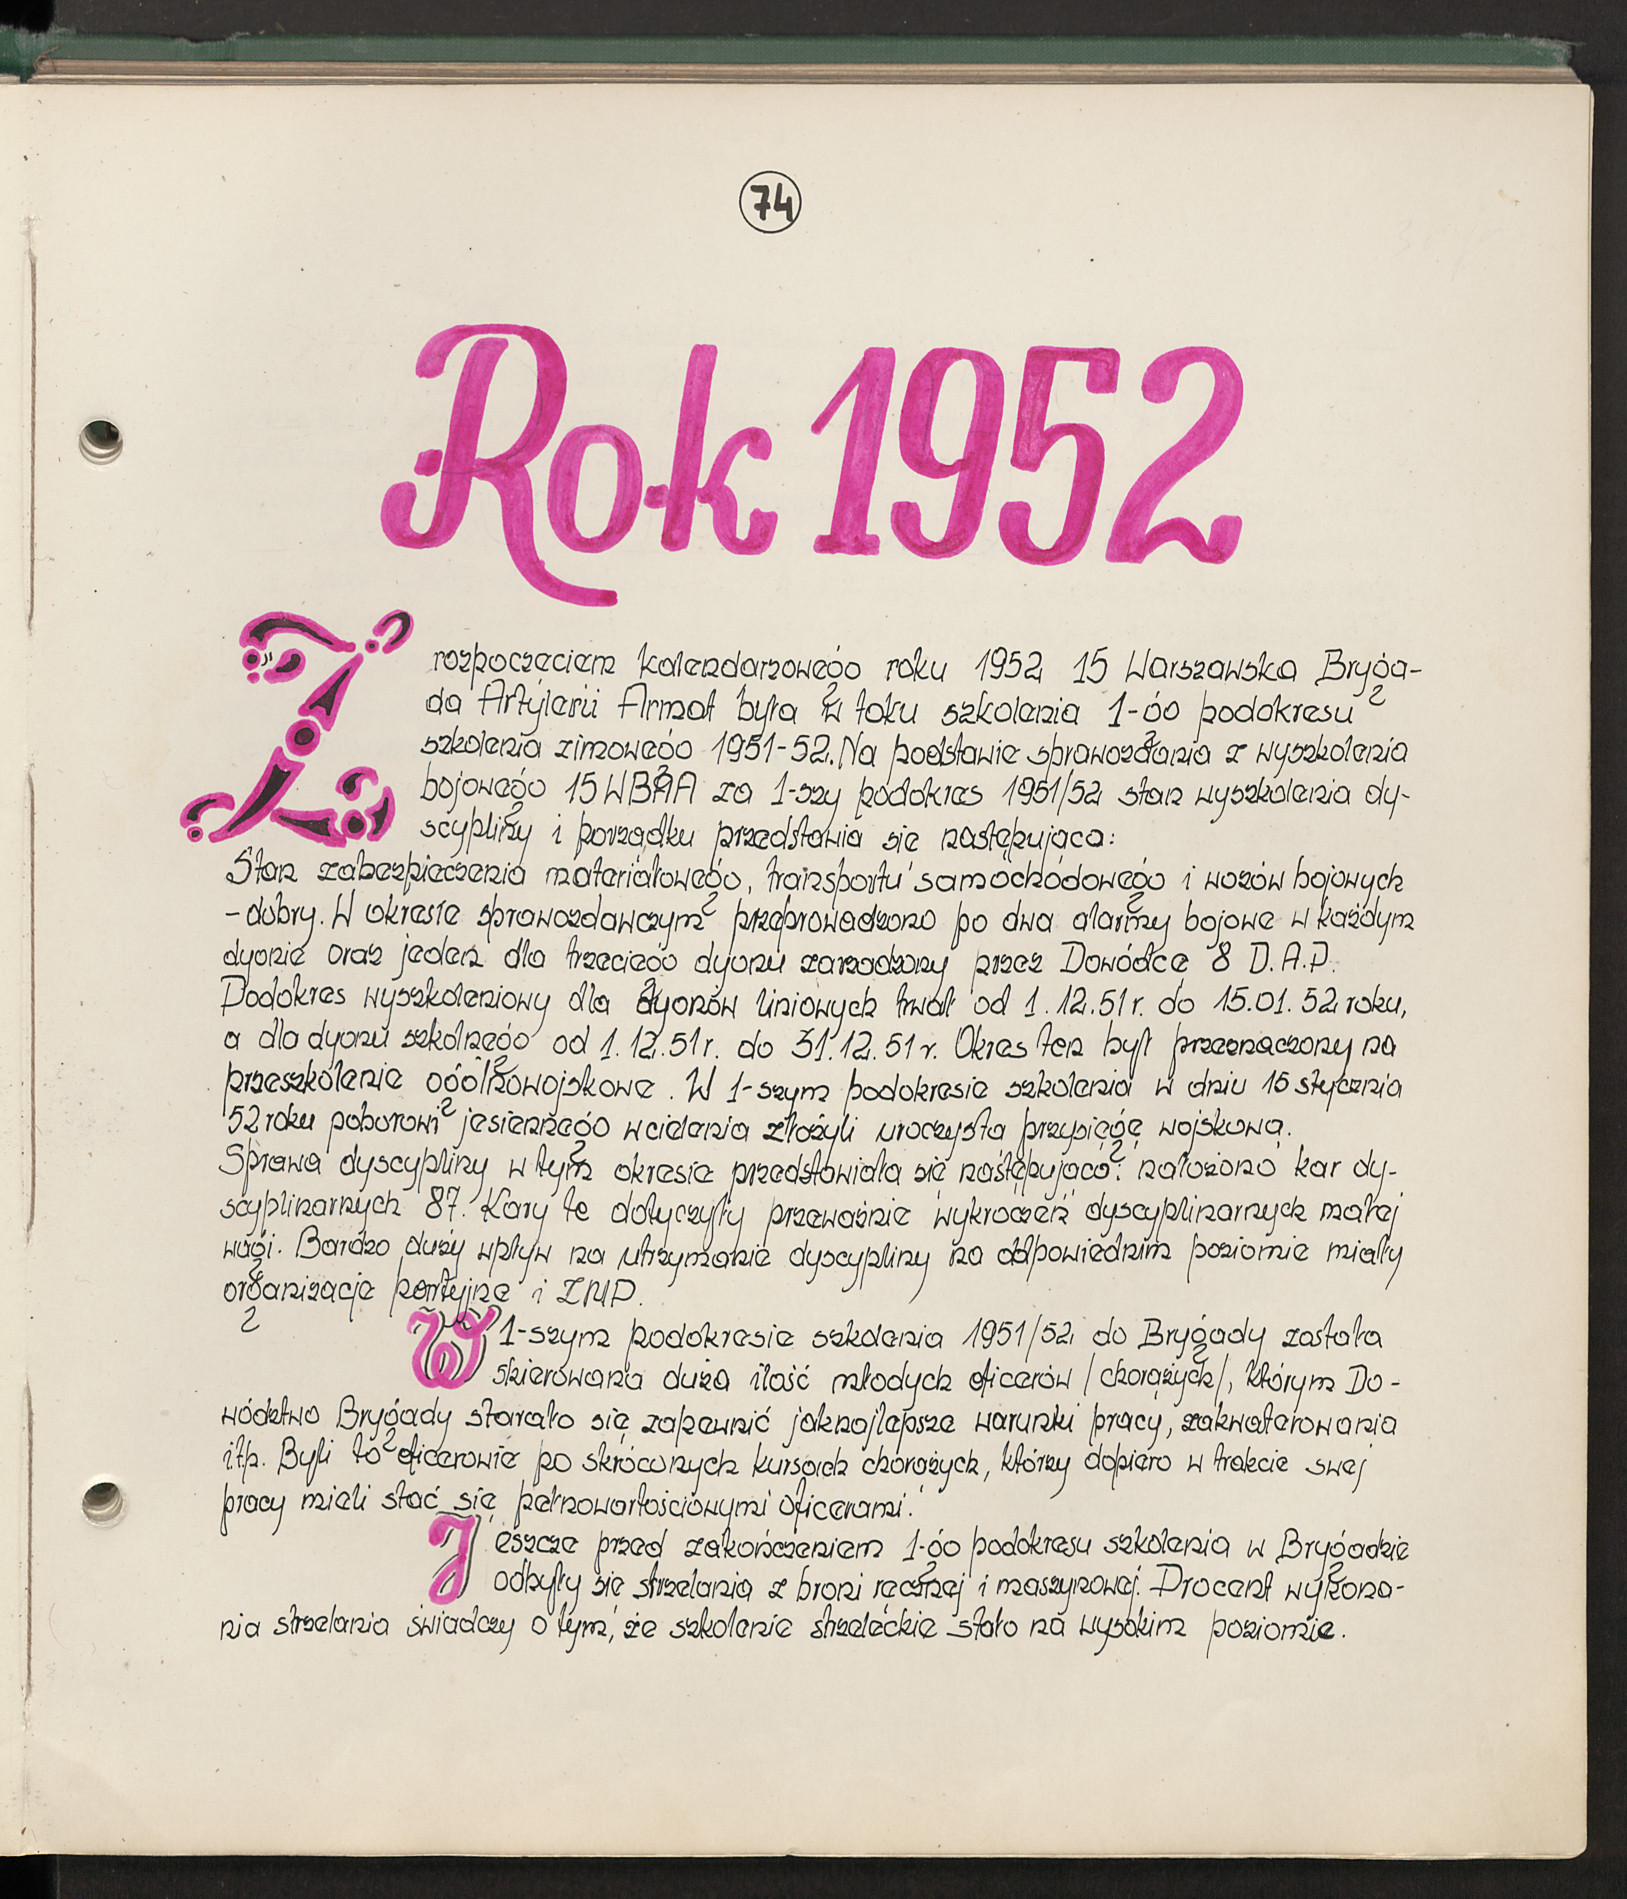 74
Rok 1952
Z rozpoczęciem kalendarzowego roku 1952 15 Warszawska Bryga-
da Artylerii Armat była w toku szkolenia 1-go podokresu
szkolenia zimowego 1951-52. Na podstawie sprawozdania z wyszkolenia
bojowego 15 WBAA za 1-szy podokres 1951/52 stan wyszkolenia dy-
scypliny i porządku przedstawia się następująco:
Stan zabezpieczenia materiałowego, transportu samochodowego i wozów bojowych
- dobry. W okresie sprawozdawczym przeprowadzono po dwa alarmy bojowe w każdym
dyonie oraz jeden dla trzeciego dyonu zarządzony przez Dowódcę 8 D.A.P.
Podokres wyszkoleniowy dla dyonów liniowych trwał od 1.12.51 r. do 15.01.52 roku,
a dla dyonu szkolnego od 1.12.51 r. do 31.12.51 r. Okres ten był przeznaczony na
przeszkolenie ogólnowojskowe. W 1-szym podokresie szkolenia w dniu 15 stycznia
52 roku poborowi jesiennego wcielenia złożyli uroczystą przysięgę wojskową.
Sprawa dyscypliny w tym okresie przedstawiała się następująco: nałożono kar dy-
scyplinarnych 87. Kary te dotyczyły przeważnie wykroczeń dyscyplinarnych małej
wagi. Bardzo duży wpływ na utrzymanie dyscypliny na odpowiednim poziomie miały
organizacje partyjne i ZMP.
W 1-szym podokresie szkolenia 1951/52 do Brygady została
skierowana duża ilość młodych oficerów /chorążych/, którym Do-
wództwo Brygady starało się zapewnić jaknajlepsze warunki pracy, zakwaterowania
itp. Byli to oficerowie po skróconych kursach chorążych, którzy dopiero w trakcie swej
pracy mieli stać się pełnowartościowymi oficerami.
Jeszcze przed zakończeniem 1-go podokresu szkolenia w Brygadzie
odbyły się strzelania z broni ręcznej i maszynowej. Procent wykona-
nia strzelania świadczy o tym, że szkolenie strzeleckie stało na wysokim poziomie.